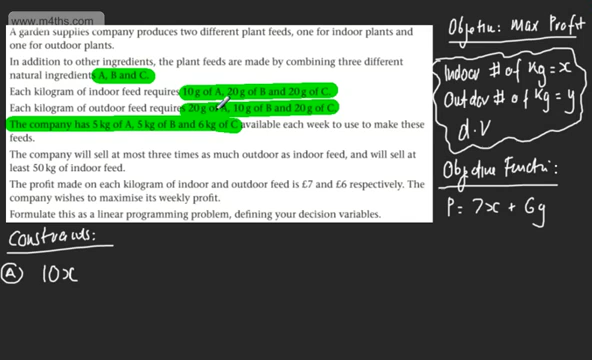 www.m4ths.com
A garden supplies company produces two different plant feeds, one for indoor plants and
one for outdoor plants.
In addition to other ingredients, the plant feeds are made by combining three different
natural ingredients A, B and C.
Each kilogram of indoor feed requires 10 g of A, 20 g of B and 20 g of C.
Each kilogram of outdoor feed requires 20 g of A, 10 g of B and 20 g of C.
The company has 5 kg of A, 5 kg of B and 6 kg of C available each week to use to make these
feeds.
The company will sell at most three times as much outdoor as indoor feed, and will sell at
least 50 kg of indoor feed.
The profit made on each kilogram of indoor and outdoor feed is £7 and £6 respectively. The
company wishes to maximise its weekly profit.
Formulate this as a linear programming problem, defining your decision variables.
Objective: Max Profit
Indoor # of kg = x
Outdoor # of kg = y
d.V
Objective Functi:
P = 7x + 6y
Constraints:
A 10x